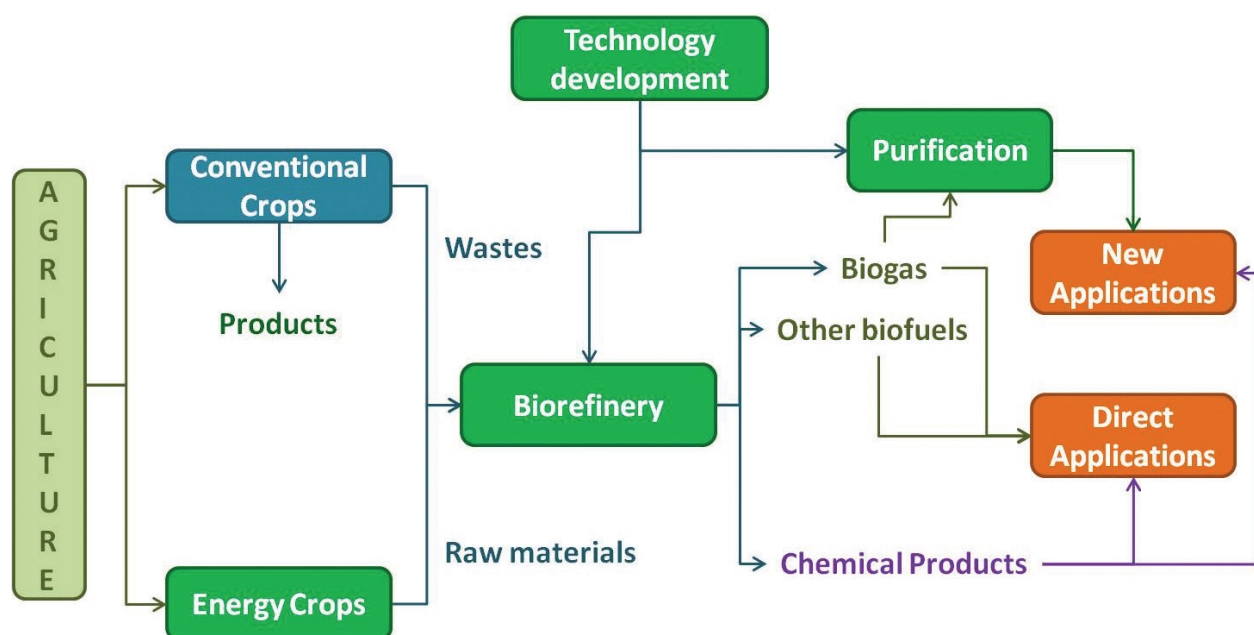 Technology
development
Purification
AGRICULTURE
Conventional
Crops
Wastes
Biogas
New
Applications
Products
Other biofuels
Biorefinery
Direct
Applications
Raw materials
Chemical Products
Energy Crops